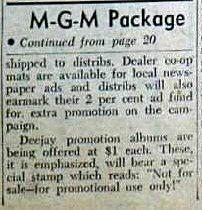 M-G-M Package
• Continued from page 20
shipped to distribs. Dealer co-op
mats are available for local news-
paper ads and distribs will also
earmark their 2 per cent ad fund
for extra promotion on the cam-
paign.
Deejay promotion albums are
being offered at $1 each. These,
it is emphasized, will bear a spe-
cial stamp which reads: "Not for
sale—for promotional use only!"